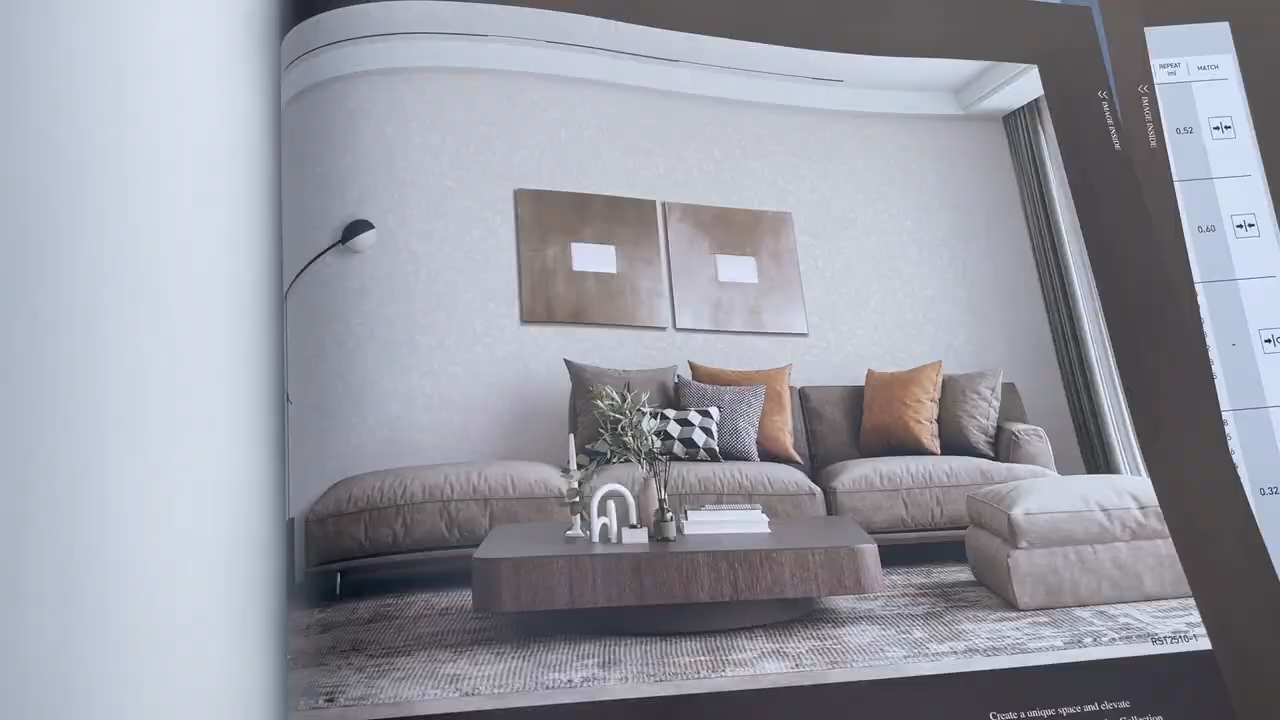 RST2510-1
Create a unique space and elevate
Collection
<< IMAGE INSIDE
<< IMAGE INSIDE
REPEAT
(m)
MATCH
0.52
0.60
-
0.32